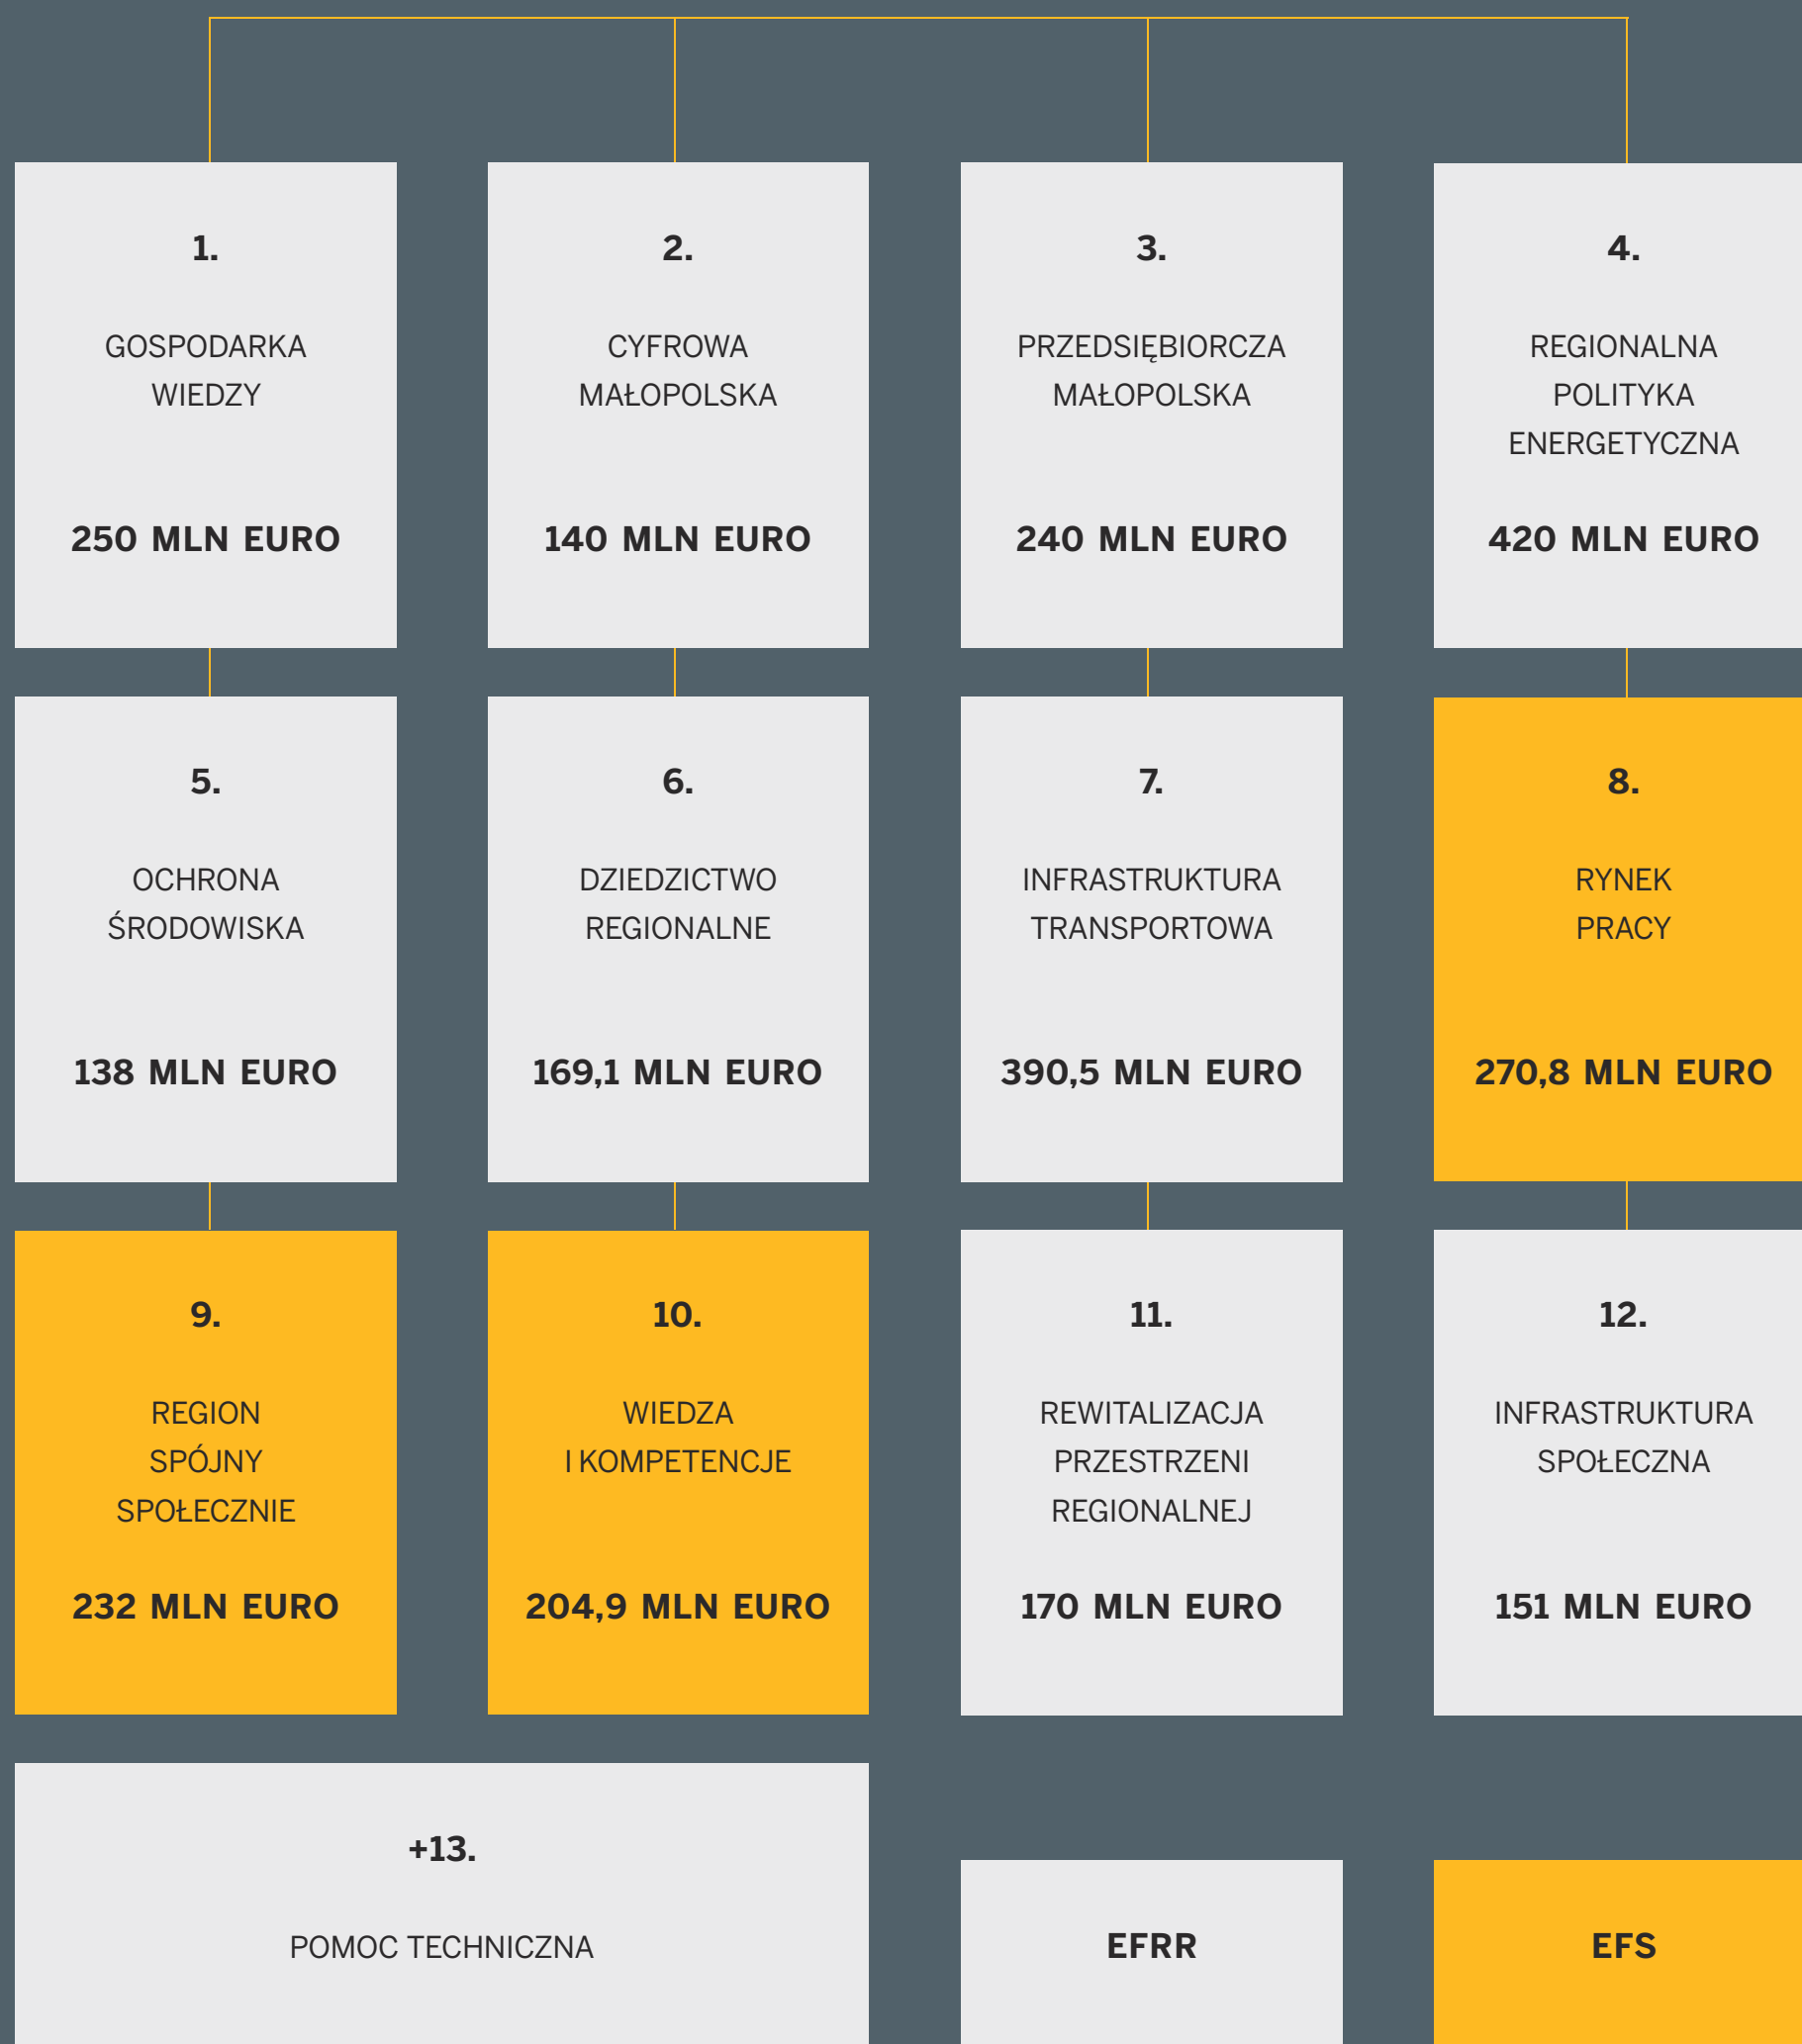 1.
GOSPODARKA
WIEDZY
250 MLN EURO
2.
CYFROWA
MAŁOPOLSKA
140 MLN EURO
3.
PRZEDSIĘBIORCZA
MAŁOPOLSKA
240 MLN EURO
4.
REGIONALNA
POLITYKA
ENERGETYCZNA
420 MLN EURO
5.
OCHRONA
ŚRODOWISKA
138 MLN EURO
6.
DZIEDZICTWO
REGIONALNE
169,1 MLN EURO
7.
INFRASTRUKTURA
TRANSPORTOWA
390,5 MLN EURO
8.
RYNEK
PRACY
270,8 MLN EURO
9.
REGION
SPÓJNY
SPOŁECZNIE
232 MLN EURO
10.
WIEDZA
I KOMPETENCJE
204,9 MLN EURO
11.
REWITALIZACJA
PRZESTRZENI
REGIONALNEJ
170 MLN EURO
12.
INFRASTRUKTURA
SPOŁECZNA
151 MLN EURO
+13.
POMOC TECHNICZNA
EFRR
EFS